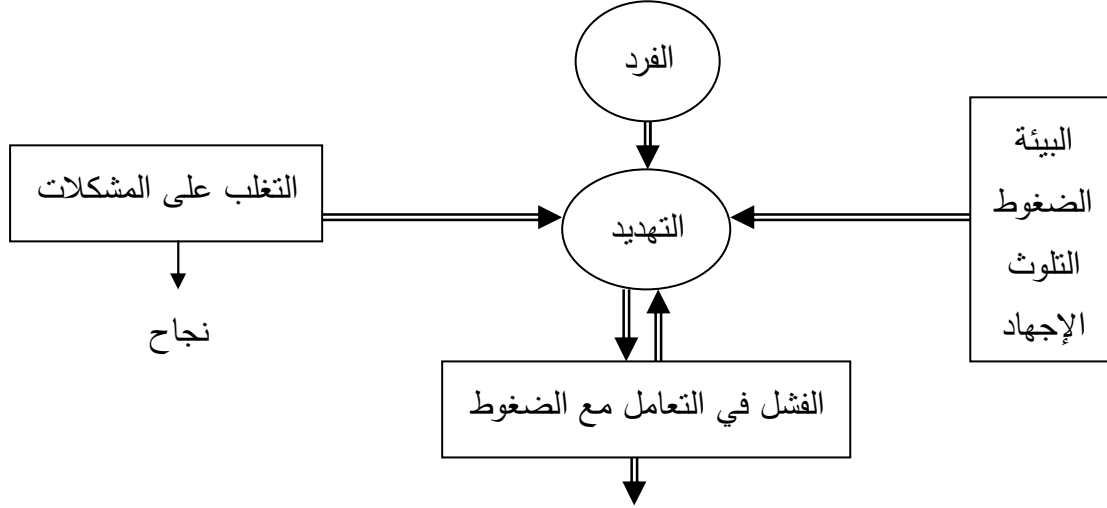 الفرد
البيئة
الضغوط
التلوث
الإجهاد
التهديد
التغلب على المشكلات
نجاح
الفشل في التعامل مع الضغوط